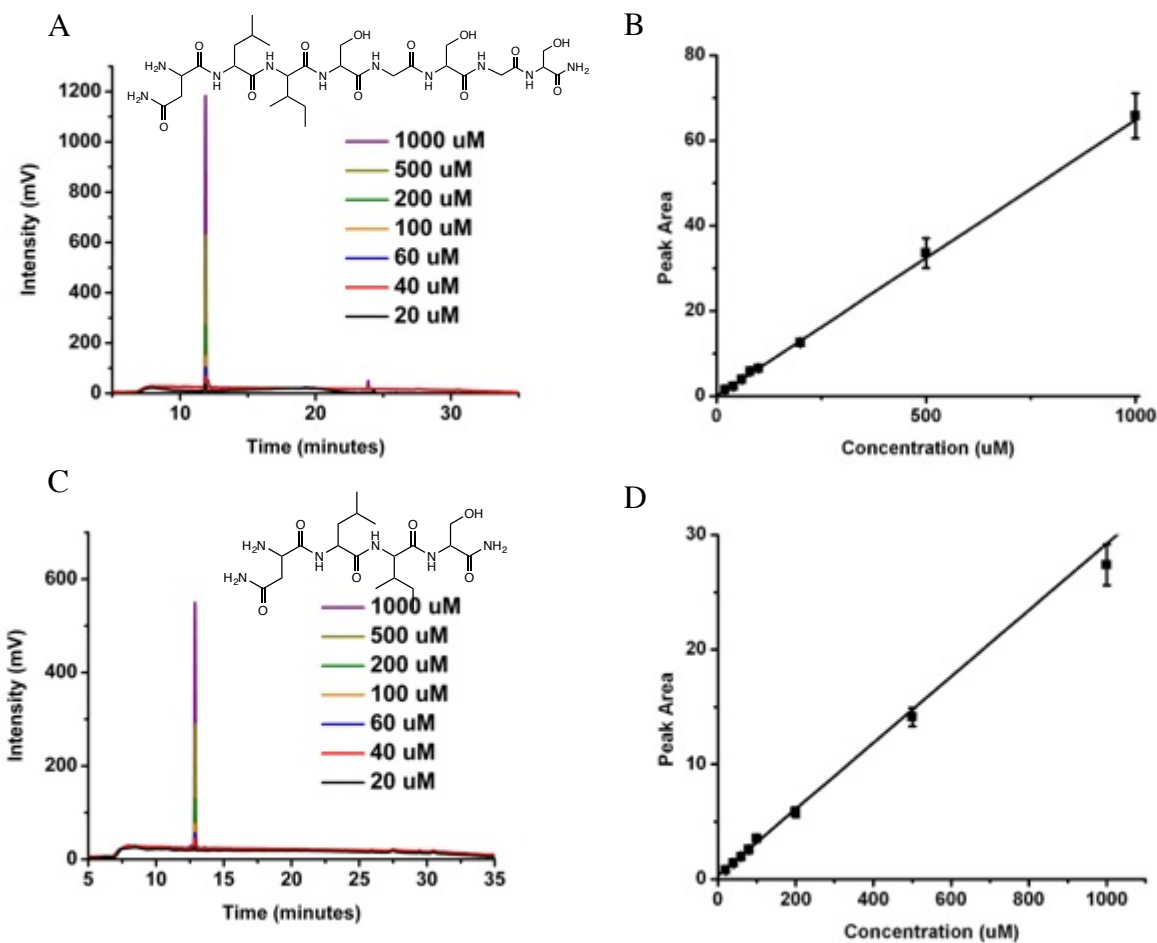 A
OH
OH
OH
O
O
O
O
H
N
H
N
H
N
H
N
H2N
NH2
N
H
N
H
N
H
O
O
O
O
H2N
O
1200
1000
800
600
400
200
0
Intensity (mV)
1000 uM
500 uM
200 uM
100 uM
60 uM
40 uM
20 uM
10
20
30
Time (minutes)
B
80
60
40
20
0
Peak Area
0
500
1000
Concentration (uM)
C
OH
O
H
N
O
H2N
NH2
N
H
N
H
O
O
H2N
O
600
400
200
0
Intensity (mV)
1000 uM
500 uM
200 uM
100 uM
60 uM
40 uM
20 uM
5
10
15
20
25
30
35
Time (minutes)
D
30
20
10
0
Peak Area
0
200
400
600
800
1000
Concentration (uM)